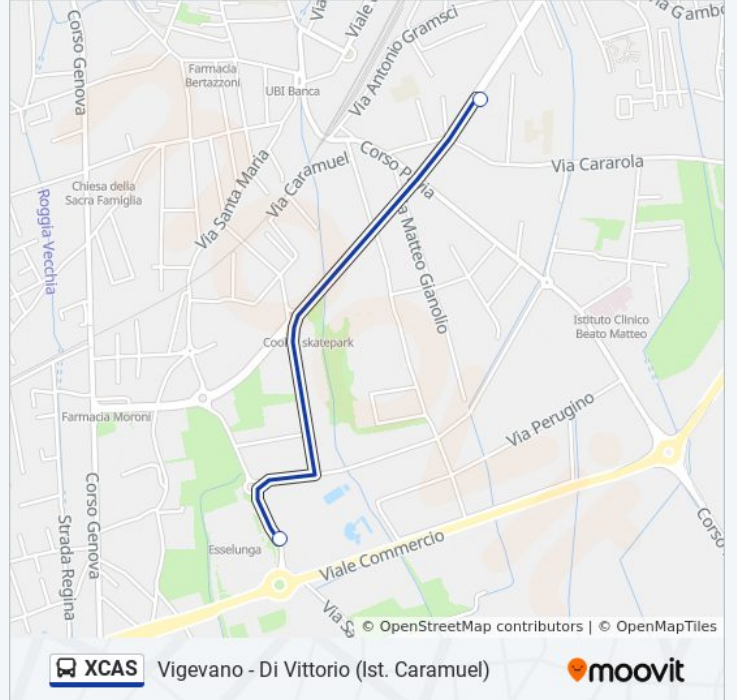 Corso Genova
Via
Viale
Via Antonio Gramsci
Farmacia
Bertazzoni
UBI Banca
Via Cararola
Corso Pavia
Via Caramuel
Via Santa Maria
Chiesa della
Sacra Famiglia
Roggia Vecchia
Matteo Gianolio
Istituto Clinico
Beato Matteo
skatepark
Farmacia Moroni
Via Perugino
Corso Genova
Strada Regina
Esselunga
Viale Commercio
Corso
© OpenStreetMap contributors | © OpenMapTiles
XCAS
Vigevano - Di Vittorio (Ist. Caramuel)
moovit